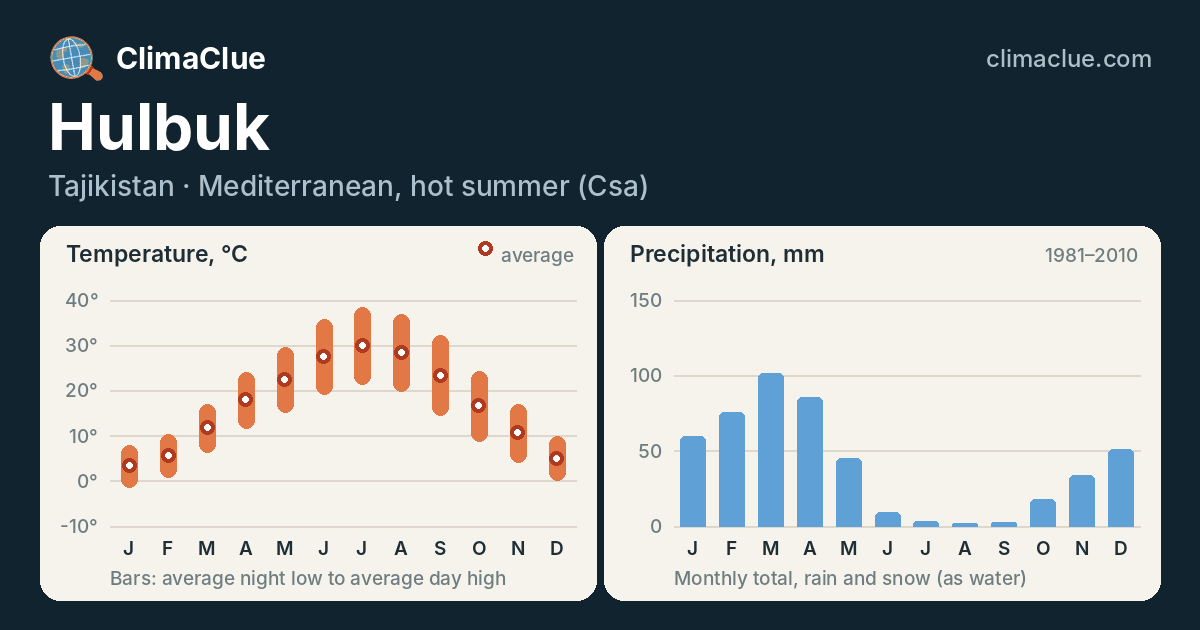 ClimaClue
climaclue.com
Hulbuk
Tajikistan · Mediterranean, hot summer (Csa)
Temperature, °C
average
40°
30°
20°
10°
0°
-10°
J F M A M J J A S O N D
Bars: average night low to average day high
Precipitation, mm
1981–2010
150
100
50
0
J F M A M J J A S O N D
Monthly total, rain and snow (as water)